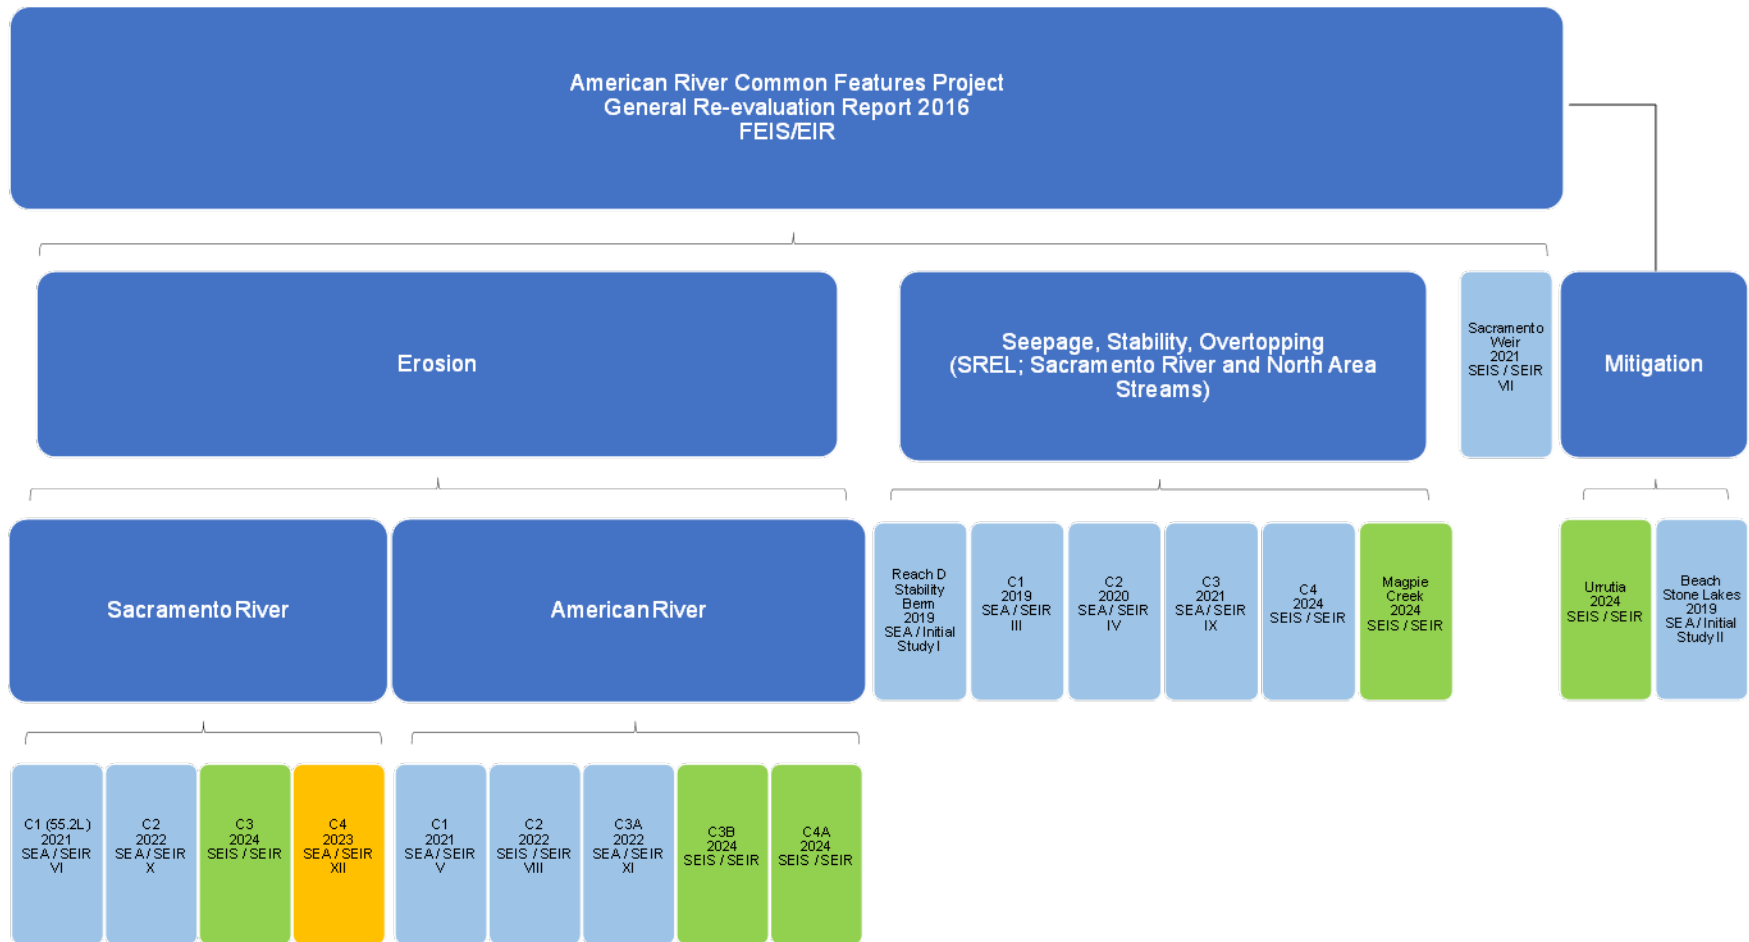 American River Common Features Project
General Re-evaluation Report 2016
FEIS/EIR
Erosion
Seepage, Stability, Overtopping
(SREL; Sacramento River and North Area
Streams)
Sacramento
Weir
2021
SEIS / SEIR
VII
Mitigation
Sacramento River
American River
Reach D
Stability
Berm
2019
SEA / Initial
Study I
C1
2019
SEA / SEIR
III
C2
2020
SEA / SEIR
IV
C3
2021
SEA / SEIR
IX
C4
2024
SEIS / SEIR
Magpie
Creek
2024
SEIS / SEIR
Urrutia
2024
SEIS / SEIR
Beach
Stone Lakes
2019
SEA / Initial
Study II
C1 (55.2L)
2021
SEA / SEIR
VI
C2
2022
SEA / SEIR
X
C3
2024
SEIS / SEIR
C4
2023
SEA / SEIR
XII
C1
2021
SEA / SEIR
V
C2
2022
SEIS / SEIR
VIII
C3A
2022
SEA / SEIR
XI
C3B
2024
SEIS / SEIR
C4A
2024
SEIS / SEIR